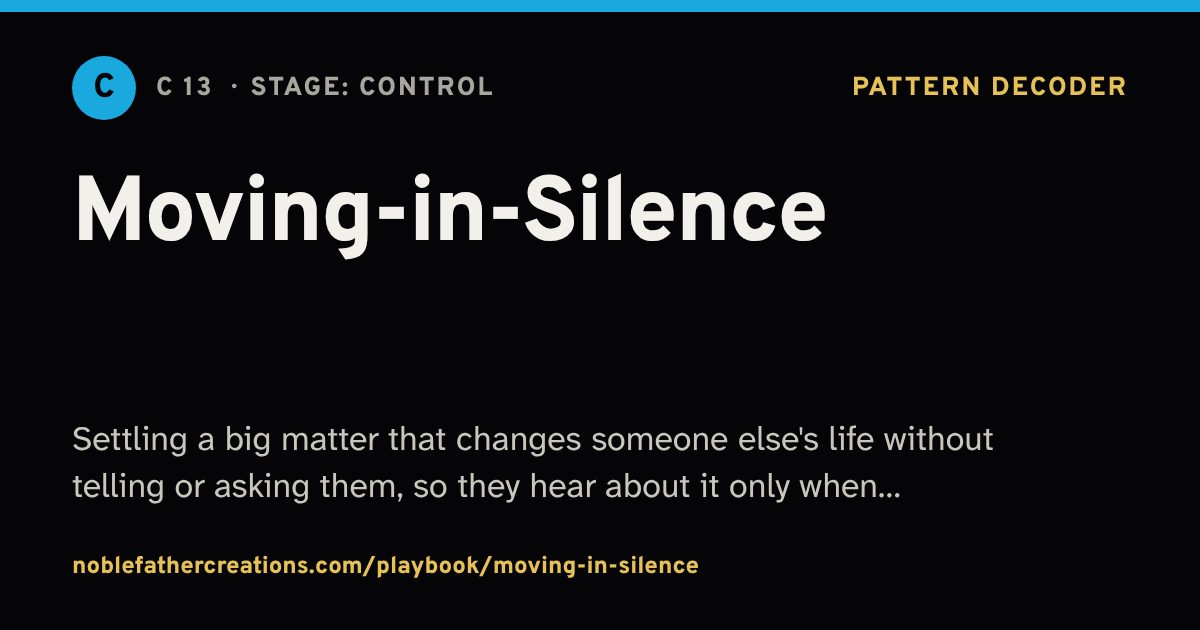 C
C 13 · STAGE: CONTROL
PATTERN DECODER
Moving-in-Silence
Settling a big matter that changes someone else's life without
telling or asking them, so they hear about it only when...
noblefathercreations.com/playbook/moving-in-silence